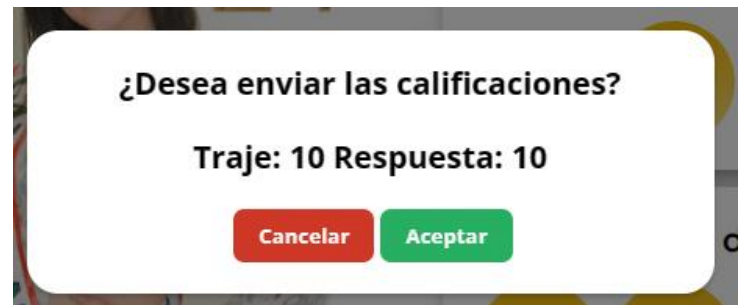 ¿Desea enviar las calificaciones?
Traje: 10 Respuesta: 10
Cancelar Aceptar